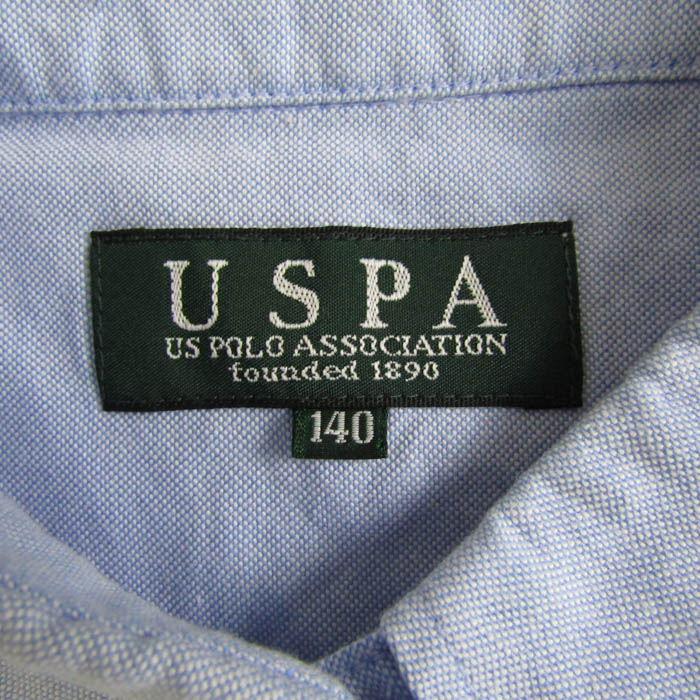 USPA
US POLO ASSOCIATION
founded 1890
140